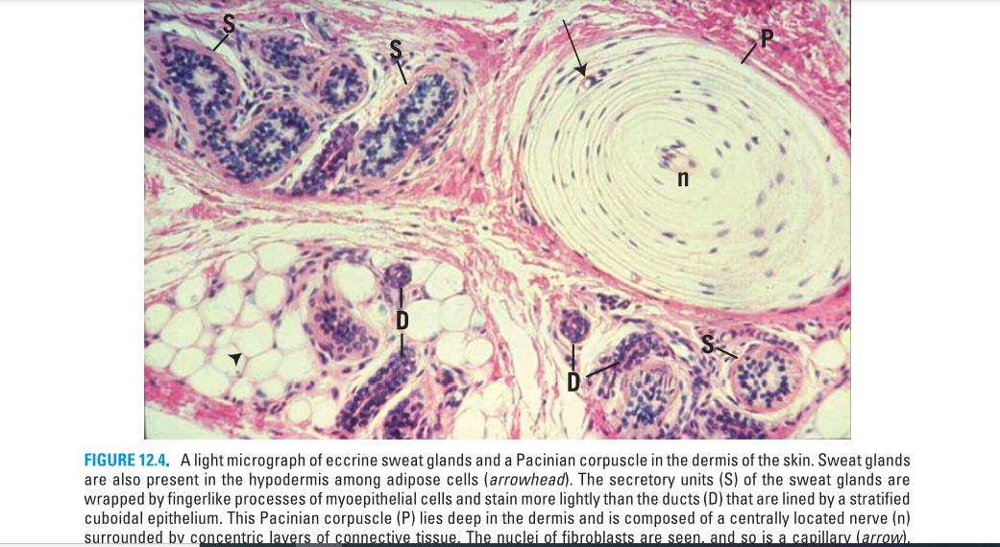 S
S
P
n
D
S
D
FIGURE 12.4. A light micrograph of eccrine sweat glands and a Pacinian corpuscle in the dermis of the skin. Sweat glands
are also present in the hypodermis among adipose cells (arrowhead). The secretory units (S) of the sweat glands are
wrapped by fingerlike processes of myoepithelial cells and stain more lightly than the ducts (D) that are lined by a stratified
cuboidal epithelium. This Pacinian corpuscle (P) lies deep in the dermis and is composed of a centrally located nerve (n)
surrounded by concentric layers of connective tissue. The nuclei of fibroblasts are seen, and so is a capillary (arrow).